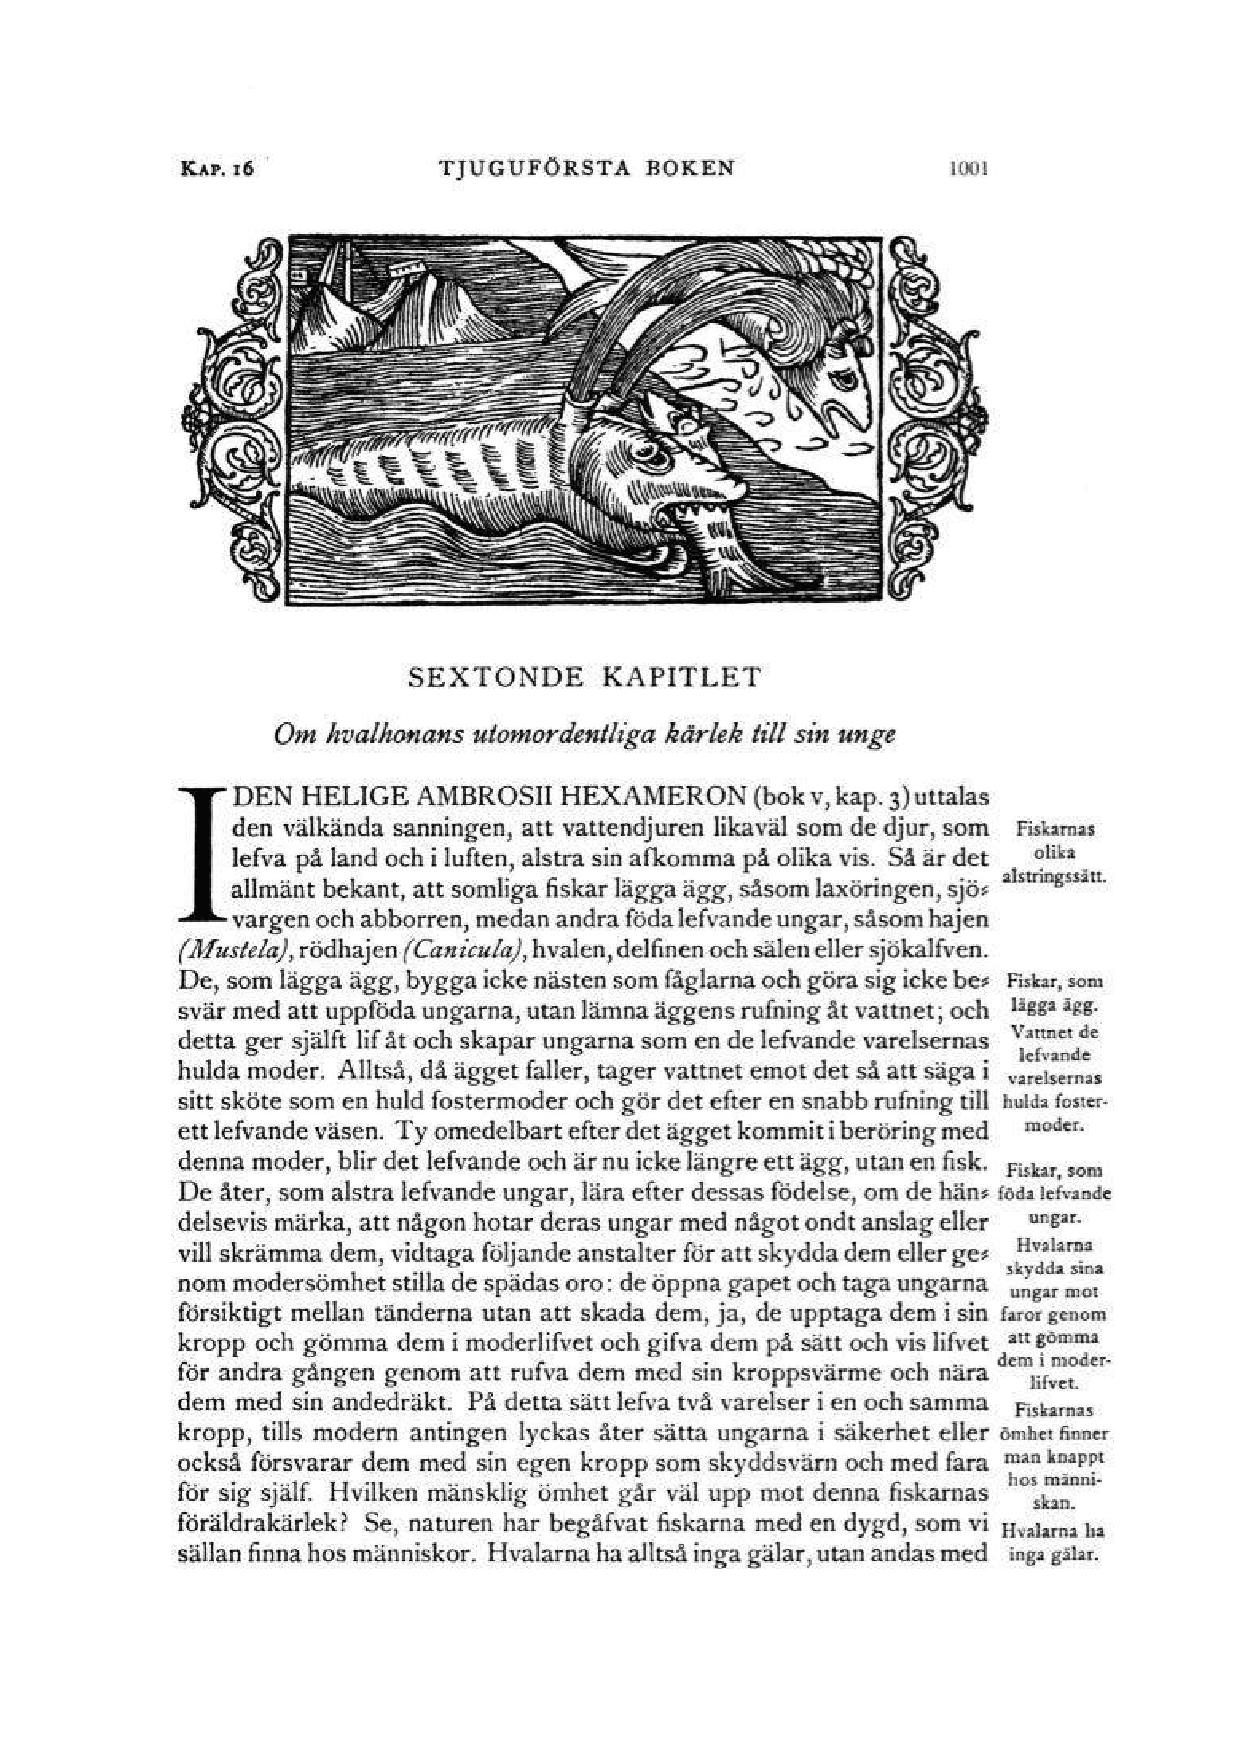 KAP. 16 TJUGUFÖRSTA BOKEN 1001
SEXTONDE KAPITLET
Om hvalhonans utomordentliga kärlek till sin unge
I DEN HELIGE AMBROSII HEXAMERON (bok v, kap. 3) uttalas
den välkända sanningen, att vattendjuren likaväl som de djur, som
lefva på land och i luften, alstra sin afkomma på olika vis. Så är det
allmänt bekant, att somliga fiskar lägga ägg, såsom laxöringen, sjö-
vargen och abborren, medan andra föda lefvande ungar, såsom hajen
(Mustela), rödhajen (Canicula), hvalen, delfinen och sälen eller sjökalfven.
De, som lägga ägg, bygga icke nästen som fåglarna och göra sig icke be-
svär med att uppföda ungarna, utan lämna äggens rufning åt vattnet; och
detta ger själft lif åt och skapar ungarna som en de lefvande varelsernas
hulda moder. Alltså, då ägget faller, tager vattnet emot det så att säga i
sitt sköte som en huld fostermoder och gör det efter en snabb rufning till
ett lefvande väsen. Ty omedelbart efter det ägget kommit i beröring med
denna moder, blir det lefvande och är nu icke längre ett ägg, utan en fisk.
De åter, som alstra lefvande ungar, lära efter dessas födelse, om de hän-
delsevis märka, att någon hotar deras ungar med något ondt anslag eller
vill skrämma dem, vidtaga följande anstalter för att skydda dem eller ge-
nom modersömhet stilla de spädas oro: de öppna gapet och taga ungarna
försiktigt mellan tänderna utan att skada dem, ja, de upptaga dem i sin
kropp och gömma dem i moderlifvet och gifva dem på sätt och vis lifvet
för andra gången genom att rufva dem med sin kroppsvärme och nära
dem med sin andedräkt. På detta sätt lefva två varelser i en och samma
kropp, tills modern antingen lyckas åter sätta ungarna i säkerhet eller
också försvarar dem med sin egen kropp som skyddsvärn och med fara
för sig själf. Hvilken mänsklig ömhet går väl upp mot denna fiskarnas
föräldrakärlek? Se, naturen har begåfvat fiskarna med en dygd, som vi
sällan finna hos människor. Hvalarna ha alltså inga gälar, utan andas med
Fiskarnas
olika
alstringssätt.
Fiskar, som
lägga ägg.
Vattnet de
lefvande
varelsernas
hulda foster-
moder.
Fiskar, som
föda lefvande
ungar.
Hvalarna
skydda sina
ungar mot
faror genom
att gömma
dem i moder-
lifvet.
Fiskarnas
ömhet finner
man knappt
hos männi-
skan.
Hvalarna ha
inga gälar.